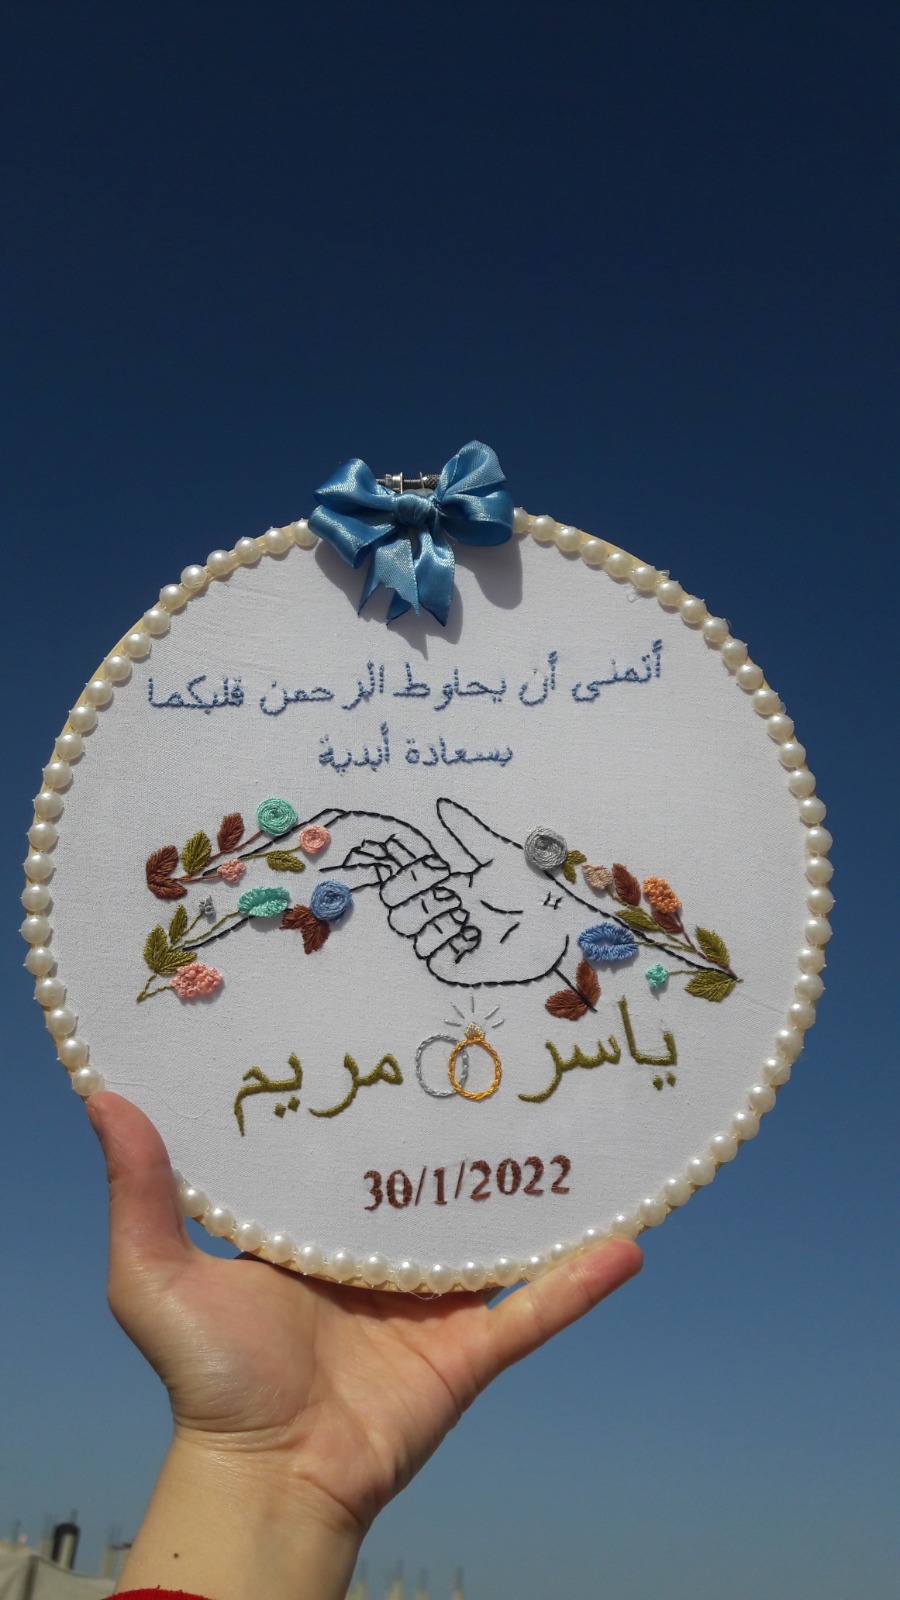 أتمنى أن يحاوط الرحمن قلبكما
بسعادة أبدية
ياسر مريم
30/1/2022